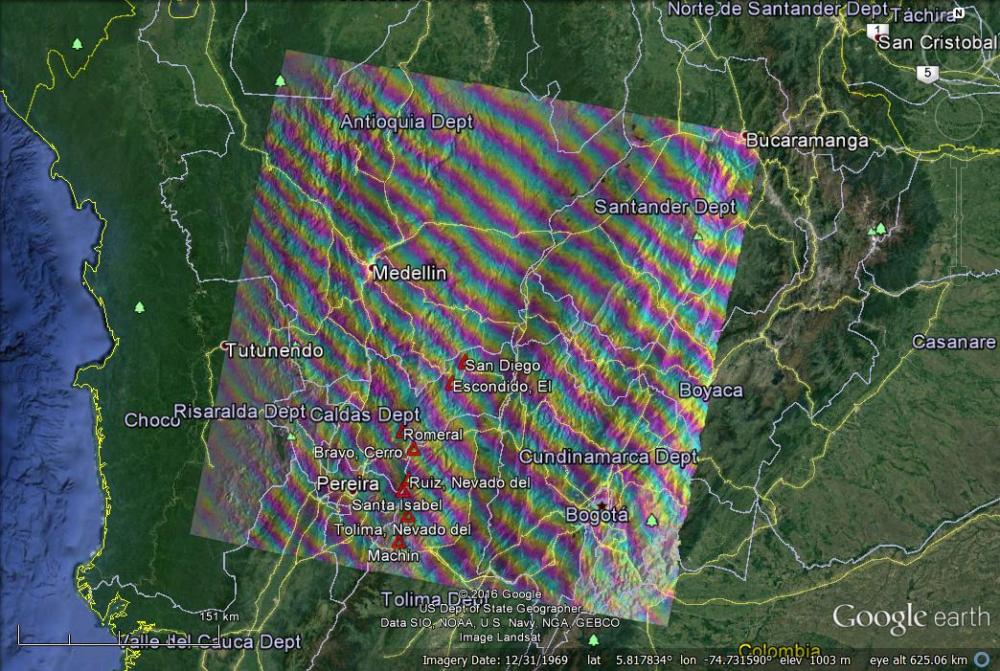 Norte de Santander Dept
Táchira
N
1
San Cristobal
5
Antioquia Dept
Bucaramanga
Santander Dept
Medellin
Casanare
Tutunendo
San Diego
Escondido, El
Boyaca
Risaralda Dept
Caldas Dept
Choco
Romeral
Bravo, Cerro
Cundinamarca Dept
Pereira
Ruiz, Nevado del
Santa Isabel
Bogotá
Tolima, Nevado del
Machin
Tolima Dept
© 2016 Google
US Dept of State Geographer
Data SIO, NOAA, U.S. Navy, NGA, GEBCO
Image Landsat
Google earth
151 km
Valle del Cauca Dept
Colombia
Imagery Date: 12/31/1969 lat 5.817834° lon -74.731590° elev 1003 m eye alt 625.06 km